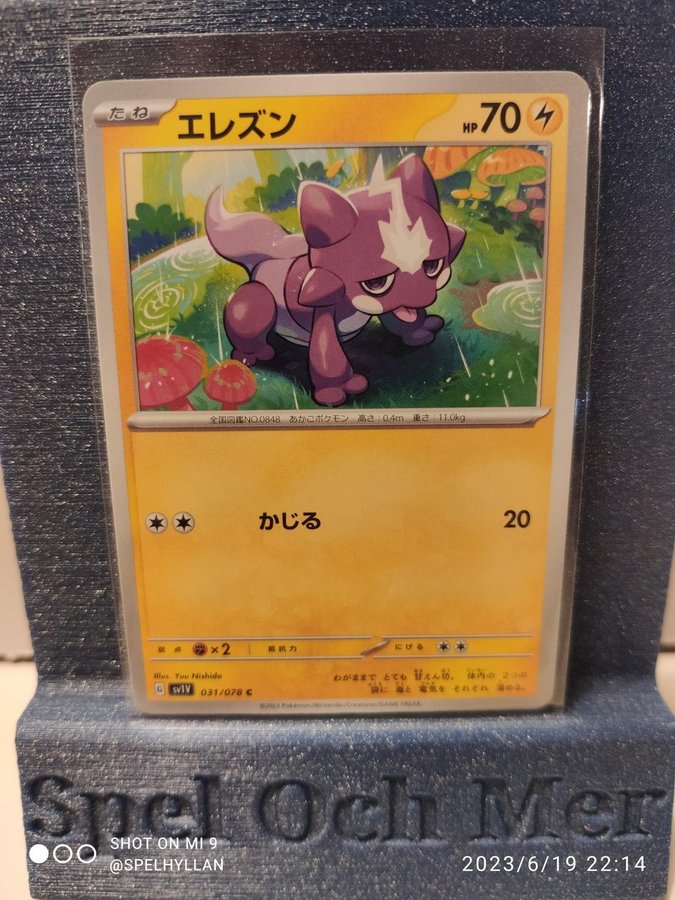 たね
エレズン
HP70
全国図鑑NO.0848 あかごポケモン 高さ：0.4m 重さ：11.0kg
かじる 20
弱点 ×2 抵抗力 にげる
Illus. Yuu Nishida
わがままで とても 甘えん坊。 体内の 2つの
袋に 毒と 電気を それぞれ 溜める。
G sv1V 031/078 C
©2023 Pokémon/Nintendo/Creatures/GAME FREAK.
Spel Och Mer
SHOT ON MI 9
@SPELHYLLAN
2023/6/19 22:14